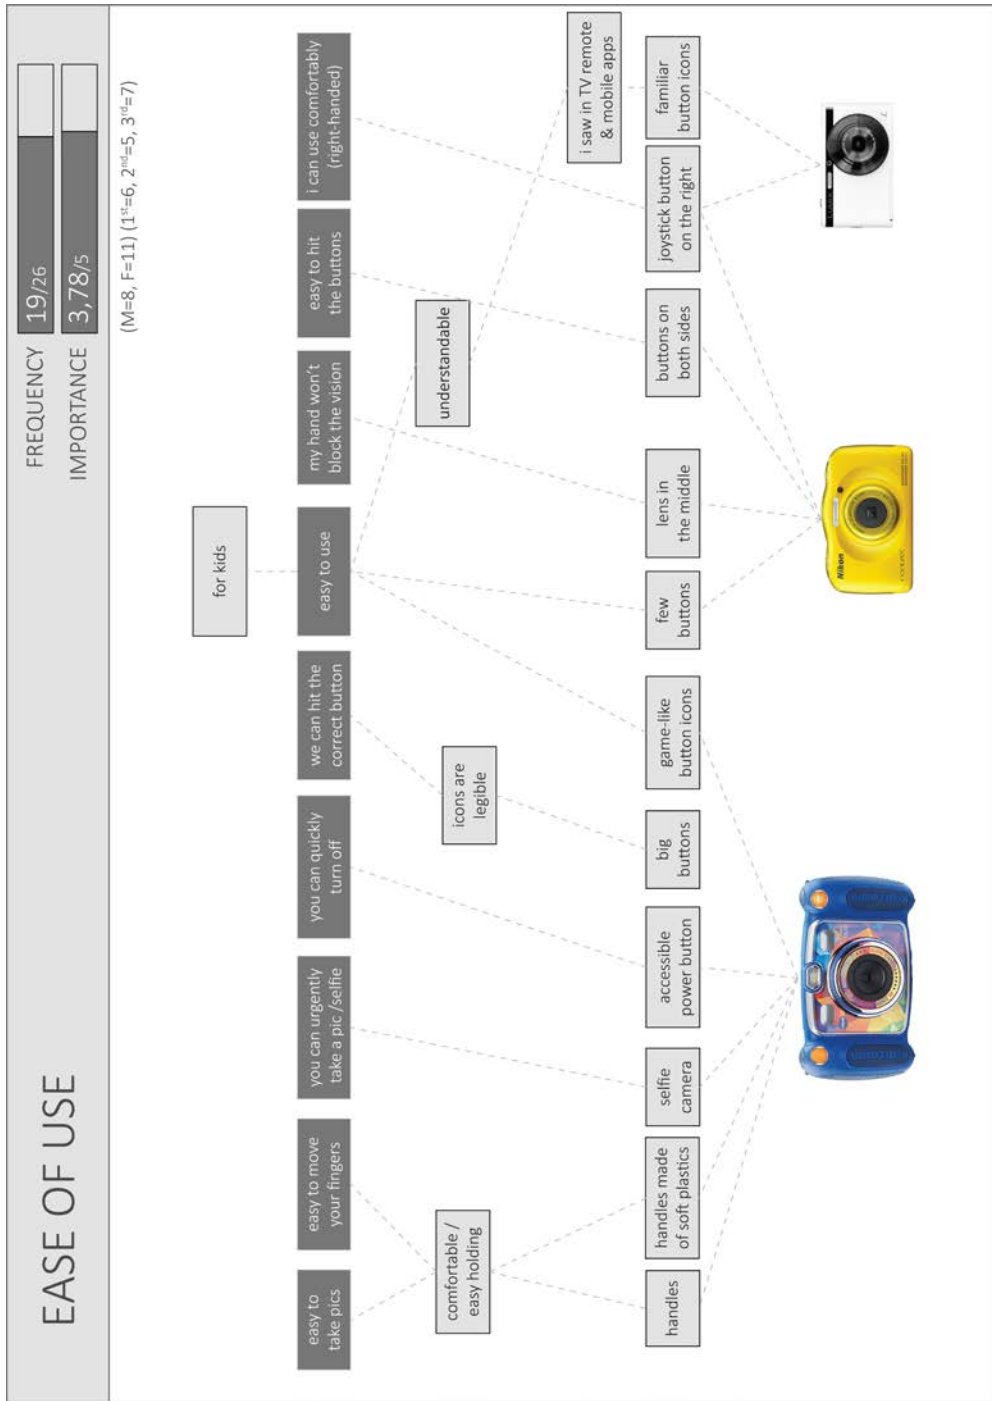 EASE OF USE
FREQUENCY
19/26
IMPORTANCE
3,78/5
(M=8, F=11) (1st=6, 2nd=5, 3rd=7)
for kids
easy to
take pics
easy to move
your fingers
you can urgently
take a pic /selfie
you can quickly
turn off
we can hit the
correct button
easy to use
my hand won't
block the vision
easy to hit
the buttons
i can use comfortably
(right-handed)
comfortable /
easy holding
icons are
legible
understandable
i saw in TV remote
& mobile apps
handles
handles made
of soft plastics
selfie
camera
accessible
power button
big
buttons
game-like
button icons
few
buttons
lens in
the middle
buttons on
both sides
joystick button
on the right
familiar
button icons
Nikon
COOLPIX